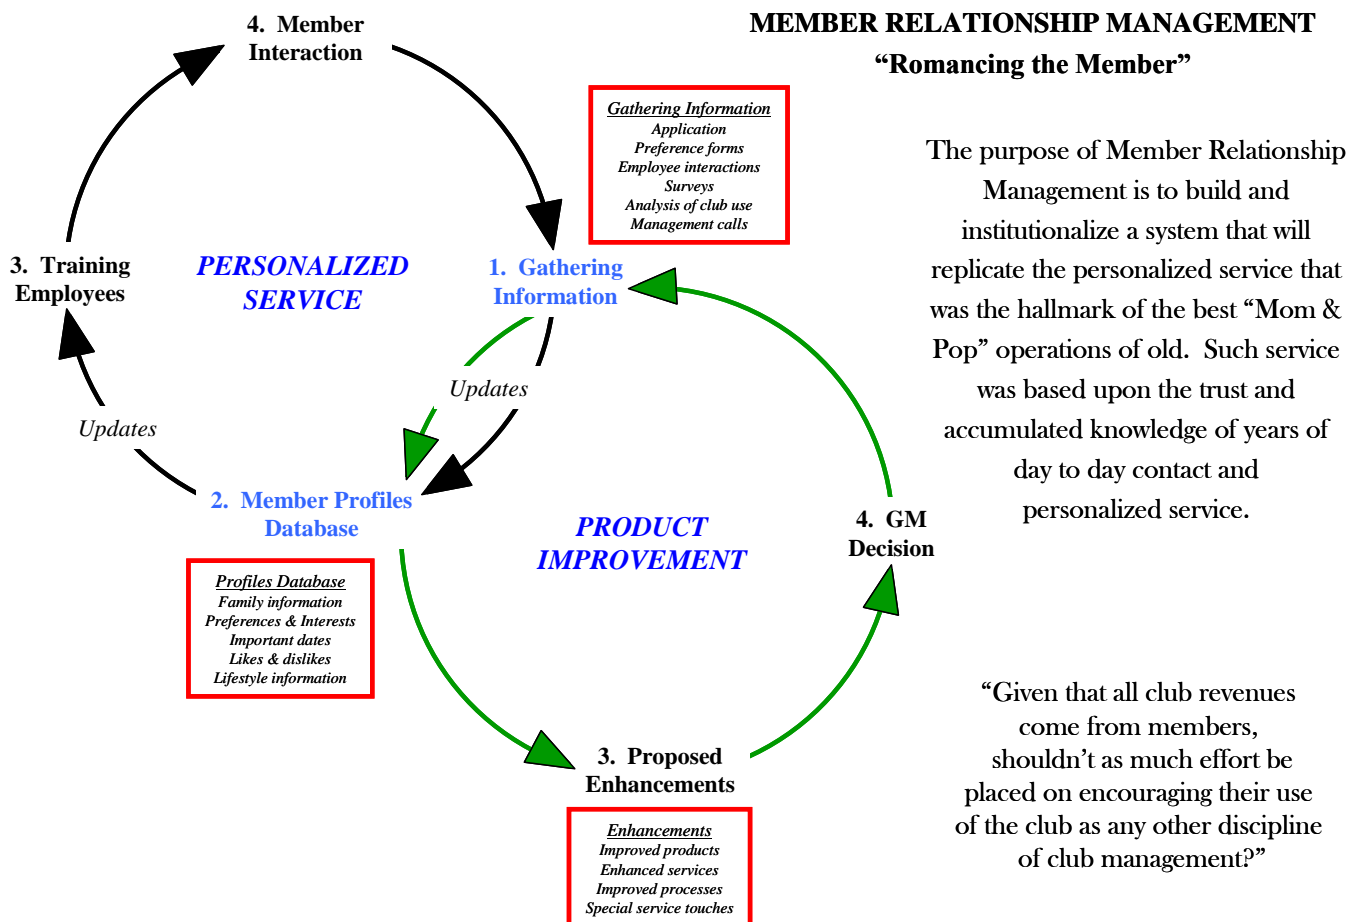 MEMBER RELATIONSHIP MANAGEMENT
“Romancing the Member”
4. Member
Interaction
Gathering Information
Application
Preference forms
Employee interactions
Surveys
Analysis of club use
Management calls
The purpose of Member Relationship
Management is to build and
institutionalize a system that will
replicate the personalized service that
was the hallmark of the best “Mom &
Pop” operations of old.  Such service
was based upon the trust and
accumulated knowledge of years of
day to day contact and
personalized service.
3. Training
Employees
PERSONALIZED
SERVICE
1. Gathering
Information
Updates
Updates
2. Member Profiles
Database
PRODUCT
IMPROVEMENT
4. GM
Decision
Profiles Database
Family information
Preferences & Interests
Important dates
Likes & dislikes
Lifestyle information
3. Proposed
Enhancements
Enhancements
Improved products
Enhanced services
Improved processes
Special service touches
“Given that all club revenues
come from members,
shouldn’t as much effort be
placed on encouraging their use
of the club as any other discipline
of club management?”